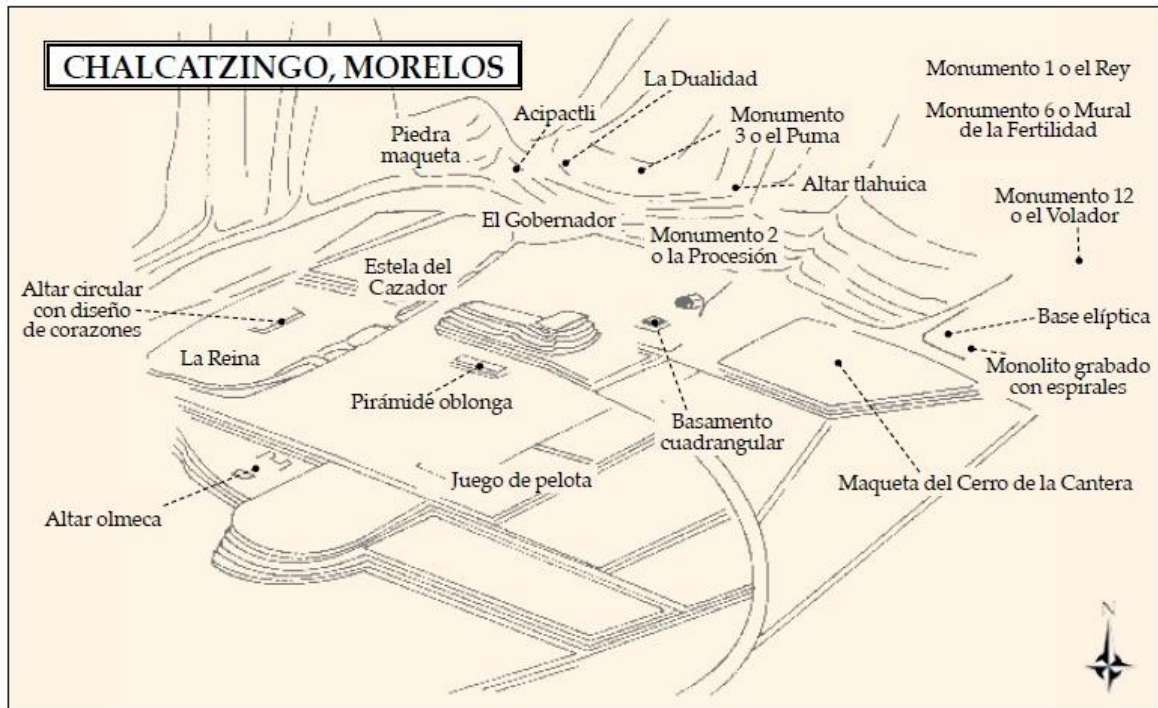 CHALCATZINGO, MORELOS
La Dualidad
Acipactli
Piedra
maqueta
Monumento
3 o el Puma
Monumento 1 o el Rey
Monumento 6 o Mural
de la Fertilidad
Altar tlahuica
El Gobernador
Monumento 12
o el Volador
Monumento 2
o la Procesión
Estela del
Cazador
Altar circular
con diseño
de corazones
La Reina
Base elíptica
Monolito grabado
con espirales
Pirámidé oblonga
Basamento
cuadrangular
Juego de pelota
Maqueta del Cerro de la Cantera
Altar olmeca
N